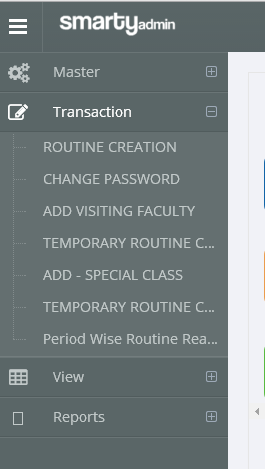 smartyadmin
Master
Transaction
ROUTINE CREATION
CHANGE PASSWORD
ADD VISITING FACULTY
TEMPORARY ROUTINE C...
ADD - SPECIAL CLASS
TEMPORARY ROUTINE C...
Period Wise Routine Rea...
View
Reports